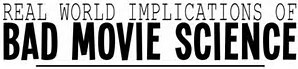 REAL WORLD IMPLICATIONS OF
BAD MOVIE SCIENCE